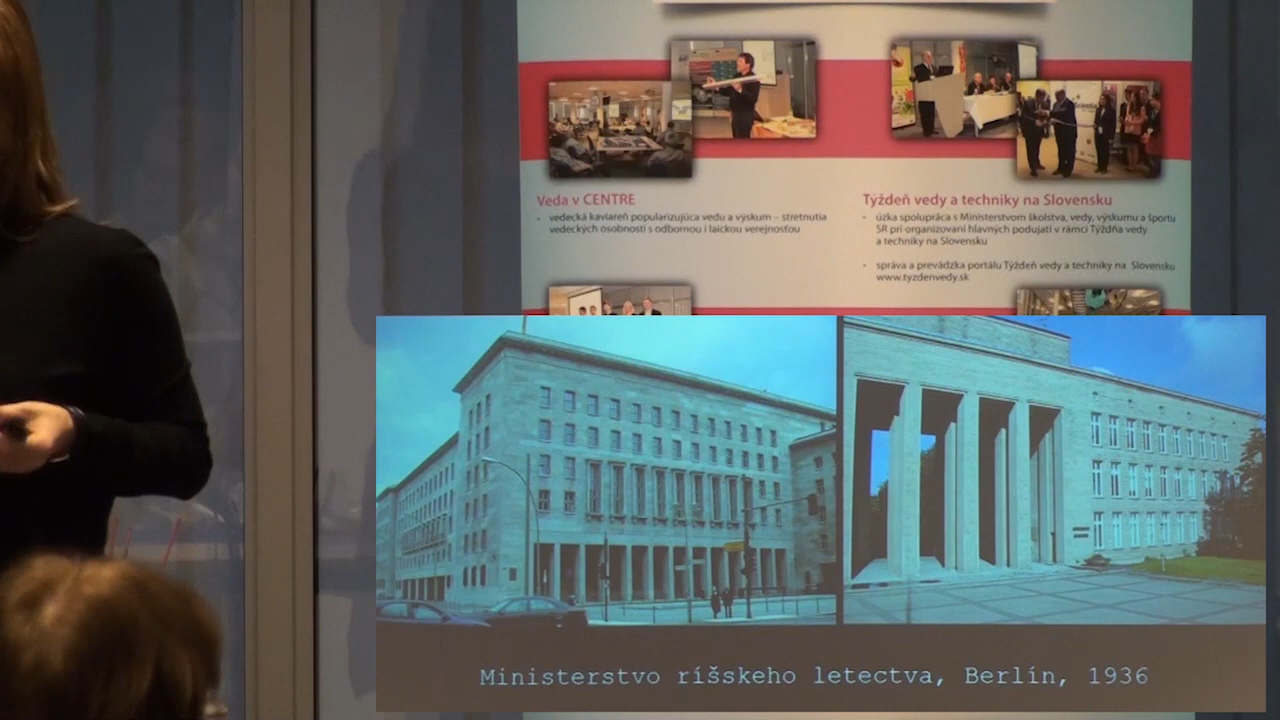 Veda v CENTRE
• vedecká kaviareň popularizujúca vedu a výskum – stretnutia
vedeckých osobností s odbornou i laickou verejnosťou
Týždeň vedy a techniky na Slovensku
• úzka spolupráca s Ministerstvom školstva, vedy, výskumu a športu
SR pri organizovaní hlavných podujatí v rámci Týždňa vedy
a techniky na Slovensku
• správa a prevádzka portálu Týždeň vedy a techniky na Slovensku
www.tyzdenvedy.sk
Ministerstvo ríšskeho letectva, Berlín, 1936